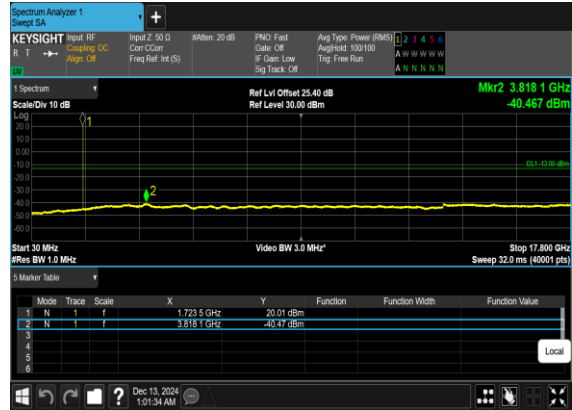 Spectrum Analyzer 1
Swept SA
+
KEYSIGHT Input: RF Input Z: 50 Ω #Atten: 20 dB PNO: Fast Avg Type: Power (RMS) 1 2 3 4 5 6
R T Coupling: DC Corr CCorr Gate: Off Avg|Hold: 100/100 A W W W W W
Align: Off Freq Ref: Int (S) IF Gain: Low Trig: Free Run
Sig Track: Off A N N N N N
1 Spectrum
Ref Lvl Offset 25.40 dB Mkr2 3.818 1 GHz
Scale/Div 10 dB Ref Level 30.00 dBm -40.467 dBm
Log
20.0
10.0
0.00
-10.0
DL1 -13.00 dBm
-20.0
-30.0
-40.0
-50.0
-60.0
1
2
Start 30 MHz Video BW 3.0 MHz* Stop 17.800 GHz
#Res BW 1.0 MHz Sweep 32.0 ms (40001 pts)
5 Marker Table
Mode Trace Scale X Y Function Function Width Function Value
1 N 1 f 1.723 5 GHz 20.01 dBm
2 N 1 f 3.818 1 GHz -40.47 dBm
3
4
5
6
Local
? Dec 13, 2024
1:01:34 AM